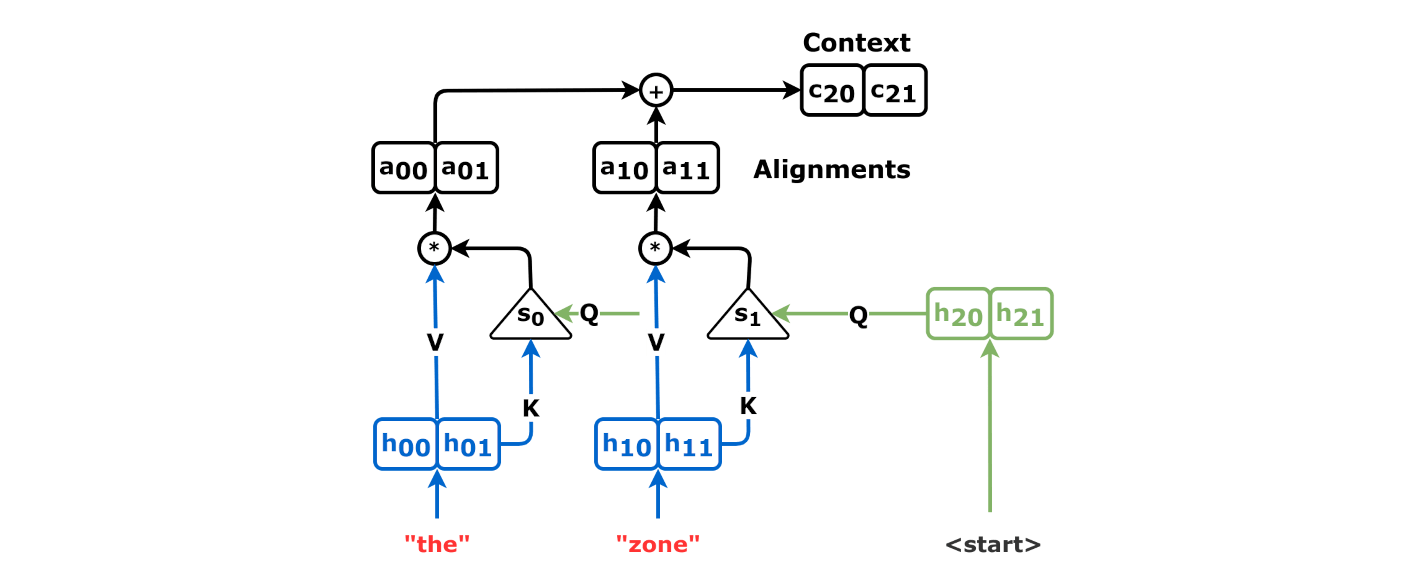 Context
+
c20 c21
a00 a01
a10 a11
Alignments
*
*
s0
Q
s1
Q
h20 h21
V
V
K
K
h00 h01
h10 h11
"the"
"zone"
<start>